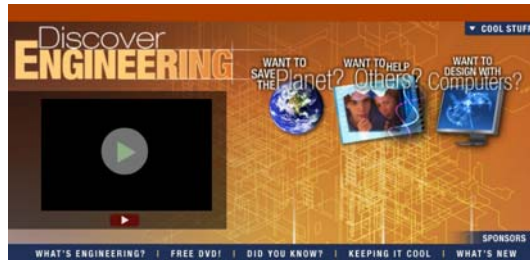 COOL STUFF
Discover
ENGINEERING
WANT TO SAVE THE Planet?
WANT TO HELP Others?
WANT TO DESIGN WITH Computers?
SPONSORS
WHAT'S ENGINEERING? | FREE DVD! | DID YOU KNOW? | KEEPING IT COOL | WHAT'S NEW